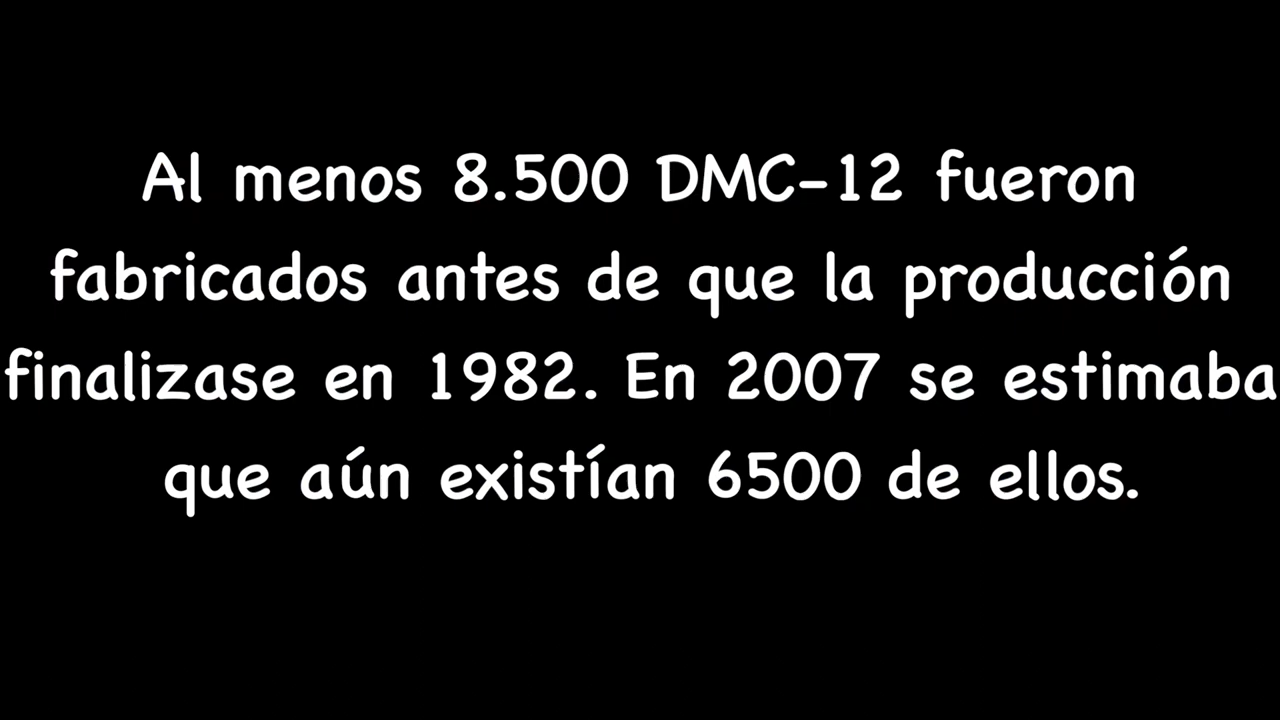 Al menos 8.500 DMC-12 fueron
fabricados antes de que la producción
finalizase en 1982. En 2007 se estimaba
que aún existían 6500 de ellos.